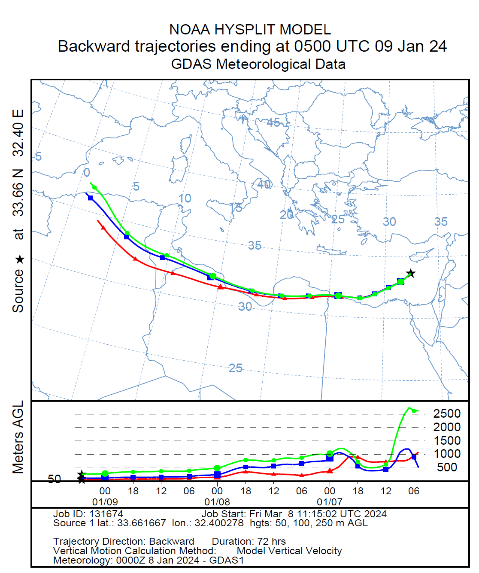 NOAA HYSPLIT MODEL
Backward trajectories ending at 0500 UTC 09 Jan 24
GDAS Meteorological Data
Source ★ at 33.66 N 32.40 E
-5
0
5
10
15
20
25
30
35
45
40
35
30
25
Meters AGL
50
2500
2000
1500
1000
500
00 18 12 06 00 18 12 06 00 18 12 06
01/09 01/08 01/07
Job ID: 131674 Job Start: Fri Mar 8 11:15:02 UTC 2024
Source 1 lat.: 33.661667 lon.: 32.400278 hgts: 50, 100, 250 m AGL
Trajectory Direction: Backward Duration: 72 hrs
Vertical Motion Calculation Method: Model Vertical Velocity
Meteorology: 0000Z 8 Jan 2024 - GDAS1